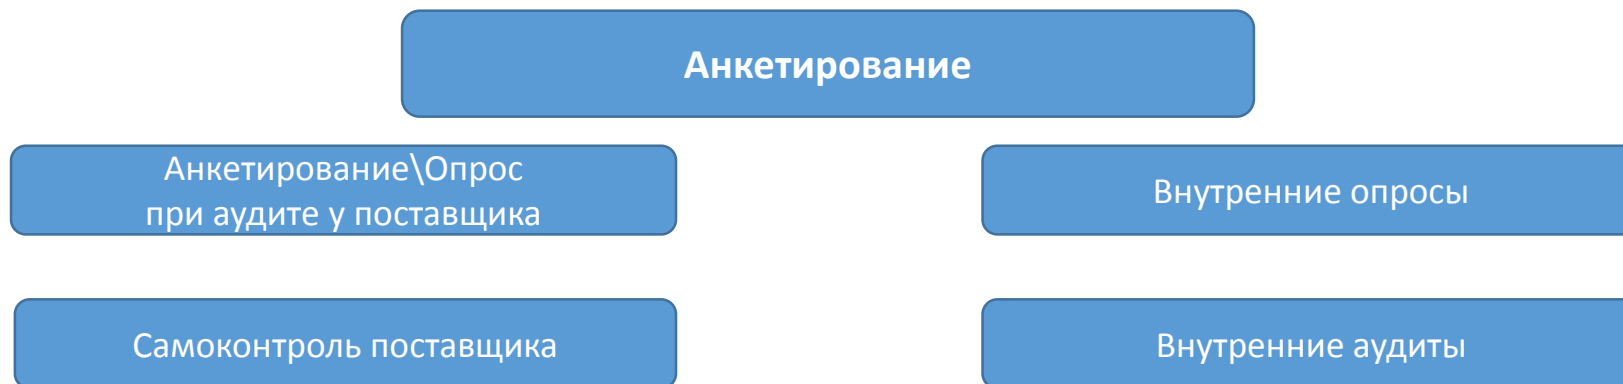 Анкетирование
Анкетирование\Опрос
при аудите у поставщика
Внутренние опросы
Самоконтроль поставщика
Внутренние аудиты